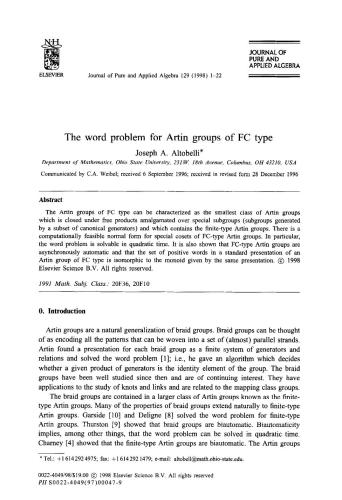 N·H
ELSEVIER
Journal of Pure and Applied Algebra 129 (1998) 1–22
JOURNAL OF
PURE AND
APPLIED ALGEBRA
The word problem for Artin groups of FC type
Joseph A. Altobelli*
Department of Mathematics, Ohio State University, 231W. 18th Avenue, Columbus, OH 43210, USA
Communicated by C.A. Weibel; received 6 September 1996; received in revised form 28 December 1996
Abstract
The Artin groups of FC type can be characterized as the smallest class of Artin groups
which is closed under free products amalgamated over special subgroups (subgroups generated
by a subset of canonical generators) and which contains the finite-type Artin groups. There is a
computationally feasible normal form for special cosets of FC-type Artin groups. In particular,
the word problem is solvable in quadratic time. It is also shown that FC-type Artin groups are
asynchronously automatic and that the set of positive words in a standard presentation of an
Artin group of FC type is isomorphic to the monoid given by the same presentation. © 1998
Elsevier Science B.V. All rights reserved.
1991 Math. Subj. Class.: 20F36, 20F10
0. Introduction
Artin groups are a natural generalization of braid groups. Braid groups can be thought
of as encoding all the patterns that can be woven into a set of (almost) parallel strands.
Artin found a presentation for each braid group as a finite system of generators and
relations and solved the word problem [1]; i.e., he gave an algorithm which decides
whether a given product of generators is the identity element of the group. The braid
groups have been well studied since then and are of continuing interest. They have
applications to the study of knots and links and are related to the mapping class groups.
The braid groups are contained in a larger class of Artin groups known as the finite-
type Artin groups. Many of the properties of braid groups extend naturally to finite-type
Artin groups. Garside [10] and Deligne [8] solved the word problem for finite-type
Artin groups. Thurston [9] showed that braid groups are biautomatic. Biautomaticity
implies, among other things, that the word problem can be solved in quadratic time.
Charney [4] showed that the finite-type Artin groups are biautomatic. The Artin groups
* Tel.: +1 614 292 4975; fax: +1 614 292 1479; e-mail: altobell@math.ohio-state.edu.
0022-4049/98/$19.00 © 1998 Elsevier Science B.V. All rights reserved.
PII S0022-4049(97)00047-9